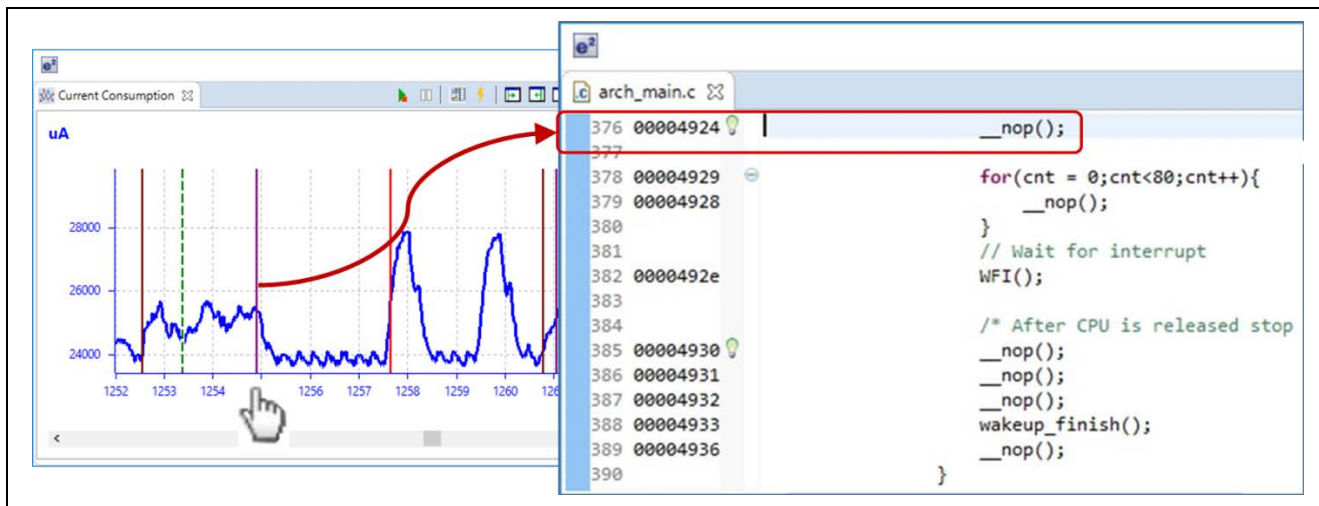 e²
Current Consumption
uA
28000
26000
24000
1252 1253 1254 1256 1257 1258 1259 1260
<
e²
.c arch_main.c
376 00004924 __nop();
377
378 00004929 for(cnt = 0;cnt<80;cnt++){
379 00004928 __nop();
380 }
381 // Wait for interrupt
382 0000492e WFI();
383
384 /* After CPU is released stop
385 00004930 __nop();
386 00004931 __nop();
387 00004932 __nop();
388 00004933 wakeup_finish();
389 00004936 __nop();
390 }